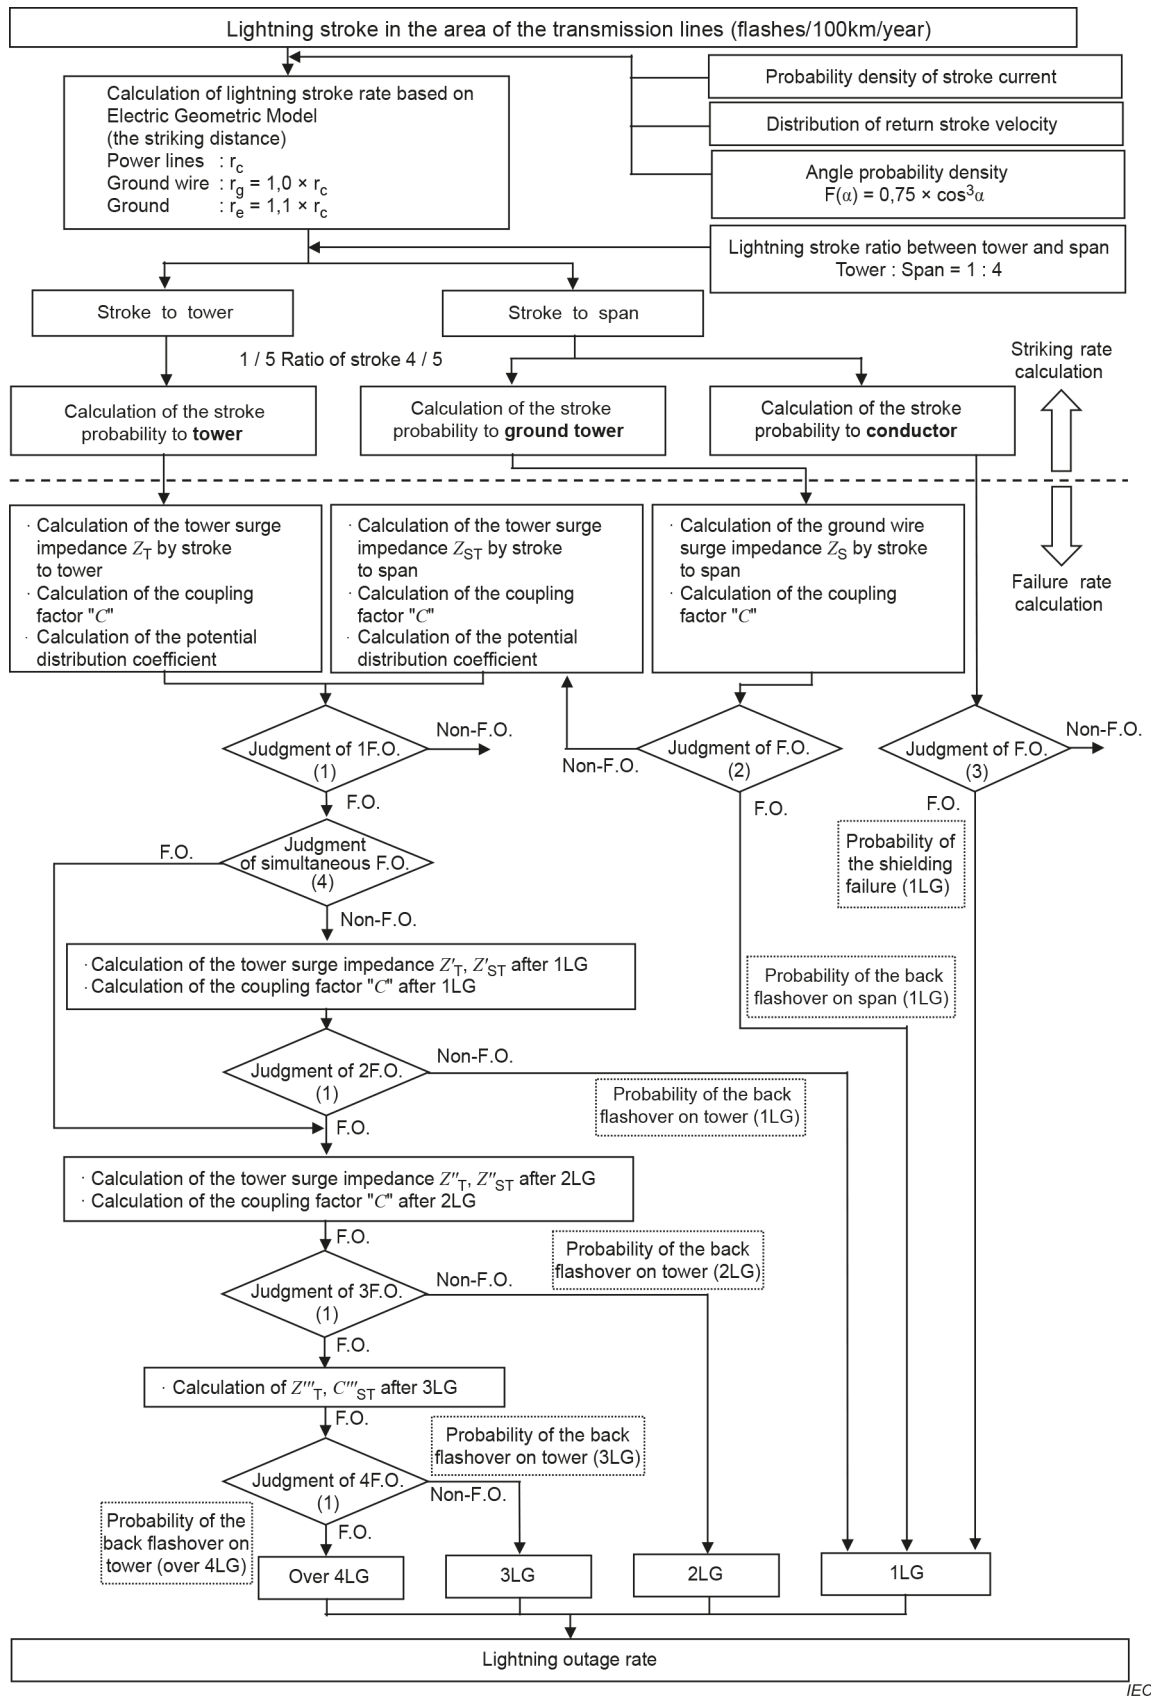 Lightning stroke in the area of the transmission lines (flashes/100km/year)
Calculation of lightning stroke rate based on
Electric Geometric Model
(the striking distance)
Power lines : rc
Ground wire : rg = 1,0 × rc
Ground : re = 1,1 × rc
Probability density of stroke current
Distribution of return stroke velocity
Angle probability density
F(α) = 0,75 × cos³α
Lightning stroke ratio between tower and span
Tower : Span = 1 : 4
Stroke to tower
Stroke to span
1 / 5 Ratio of stroke 4 / 5
Striking rate
calculation
Calculation of the stroke
probability to tower
Calculation of the stroke
probability to ground tower
Calculation of the stroke
probability to conductor
· Calculation of the tower surge
impedance ZT by stroke
to tower
· Calculation of the coupling
factor "C"
· Calculation of the potential
distribution coefficient
· Calculation of the tower surge
impedance ZST by stroke
to span
· Calculation of the coupling
factor "C"
· Calculation of the potential
distribution coefficient
· Calculation of the ground wire
surge impedance ZS by stroke
to span
· Calculation of the coupling
factor "C"
Failure rate
calculation
Judgment of 1F.O.
(1)
Non-F.O.
F.O.
Judgment of F.O.
(2)
Non-F.O.
F.O.
Judgment of F.O.
(3)
Non-F.O.
F.O.
Probability of
the shielding
failure (1LG)
F.O.
Judgment
of simultaneous F.O.
(4)
Non-F.O.
· Calculation of the tower surge impedance Z′T, Z′ST after 1LG
· Calculation of the coupling factor "C" after 1LG
Probability of the back
flashover on span (1LG)
Judgment of 2F.O.
(1)
Non-F.O.
F.O.
Probability of the back
flashover on tower (1LG)
· Calculation of the tower surge impedance Z″T, Z″ST after 2LG
· Calculation of the coupling factor "C" after 2LG
F.O.
Probability of the back
flashover on tower (2LG)
Judgment of 3F.O.
(1)
Non-F.O.
F.O.
· Calculation of Z‴T, C‴ST after 3LG
F.O.
Probability of the back
flashover on tower (3LG)
Judgment of 4F.O.
(1)
Non-F.O.
F.O.
Probability of the
back flashover on
tower (over 4LG)
Over 4LG
3LG
2LG
1LG
Lightning outage rate
IEC